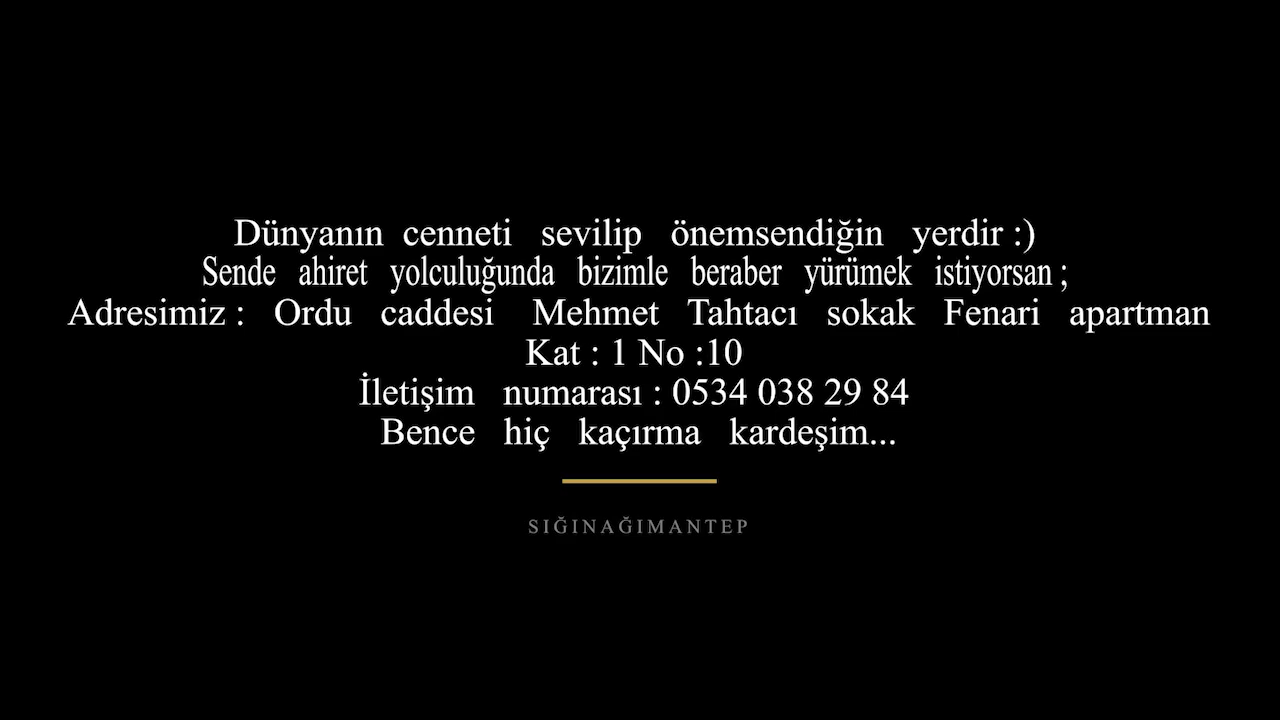 Dünyanın cenneti sevilip önemsendiğin yerdir :)
Sende ahiret yolculuğunda bizimle beraber yürümek istiyorsan ;
Adresimiz : Ordu caddesi Mehmet Tahtacı sokak Fenari apartman
Kat : 1 No :10
İletişim numarası : 0534 038 29 84
Bence hiç kaçırma kardeşim...
SIĞINAĞIMANTEP